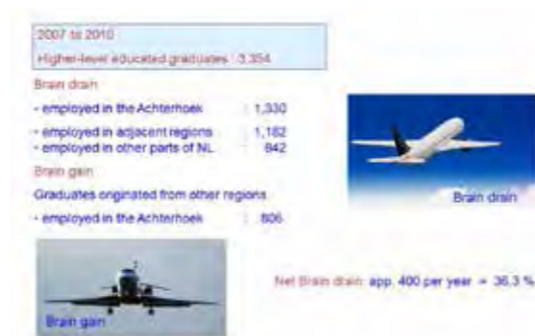 2007 to 2010
Higher-level educated graduates : 3,354
Brain drain
- employed in the Achterhoek : 1,330
- employed in adjacent regions : 1,182
- employed in other parts of NL : 842
Brain gain
Graduates originated from other regions
- employed in the Achterhoek : 806
Brain drain
Brain gain
Net Brain drain: app. 400 per year = 36.3 %